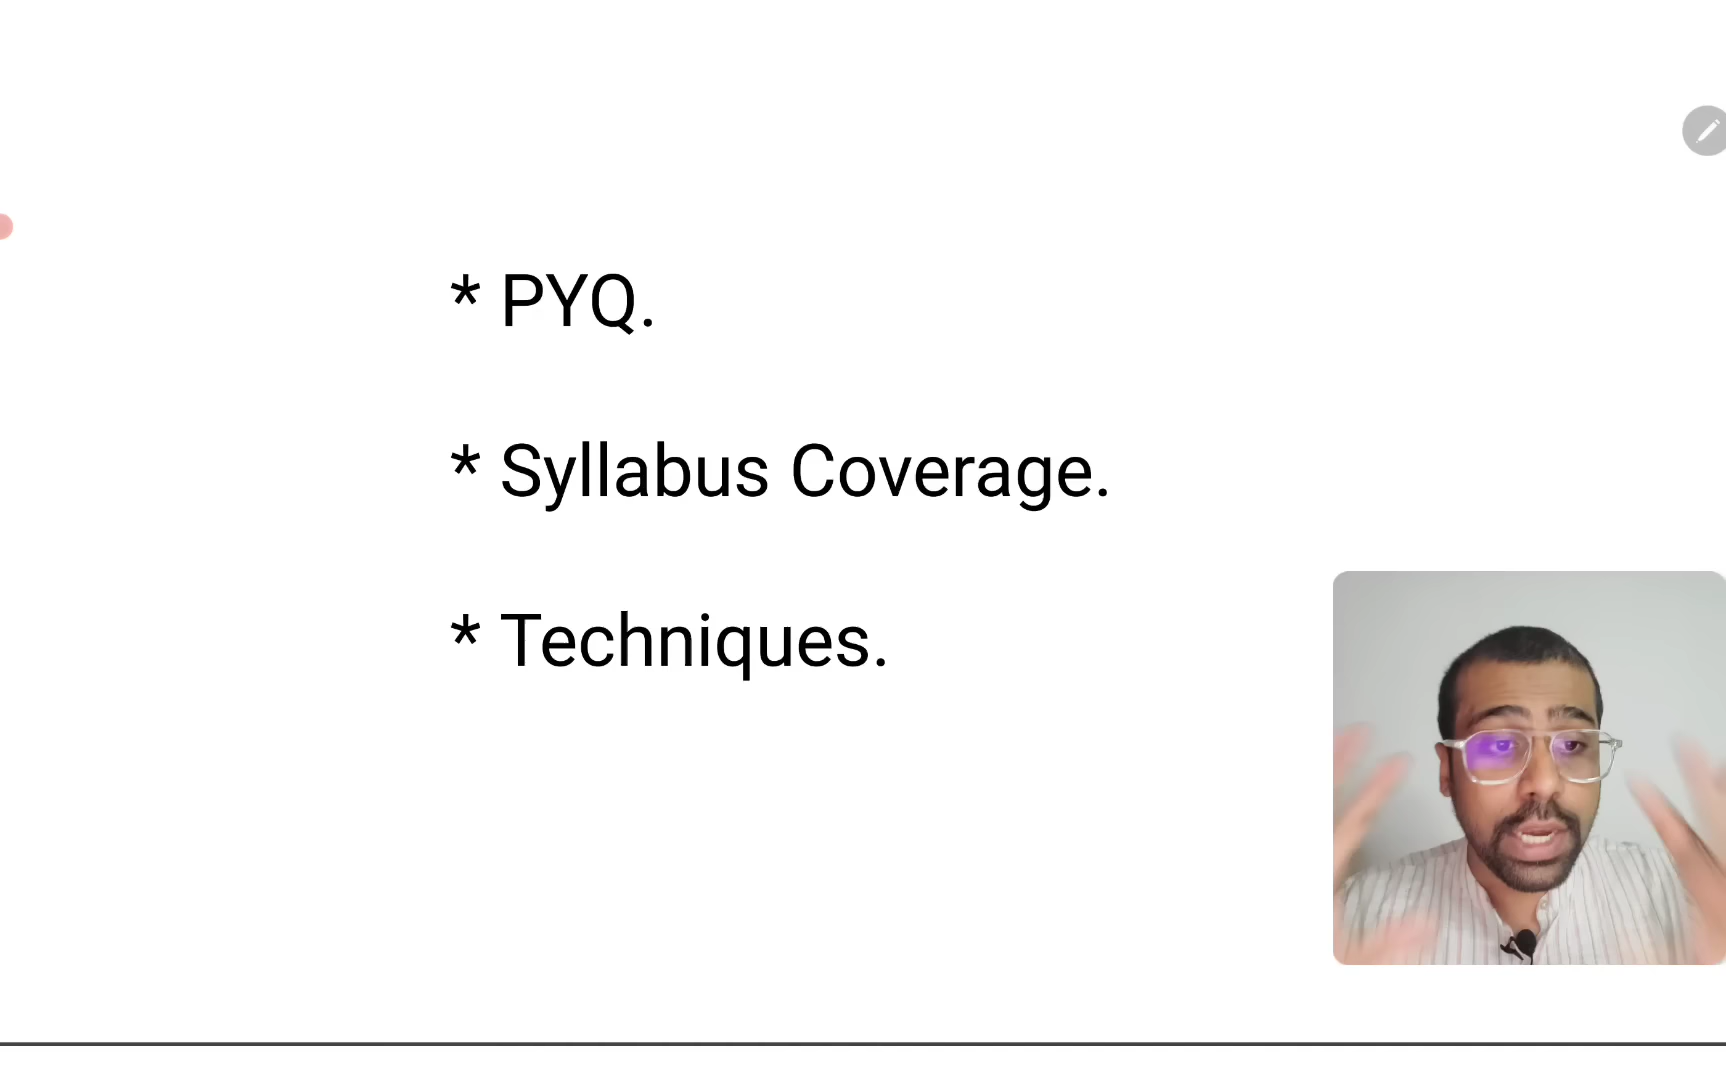 * PYQ.
* Syllabus Coverage.
* Techniques.